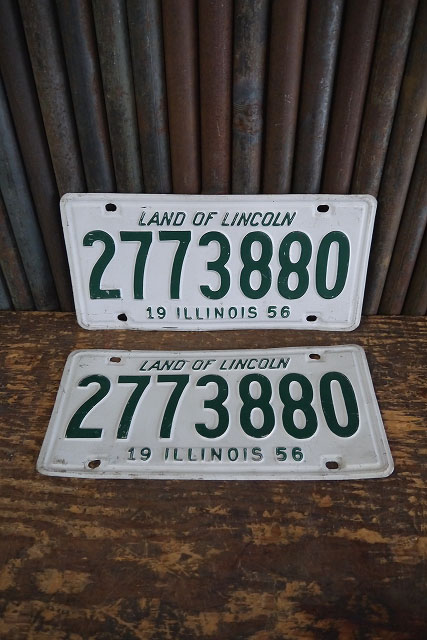 LAND OF LINCOLN
2773880
19 ILLINOIS 56
LAND OF LINCOLN
2773880
19 ILLINOIS 56